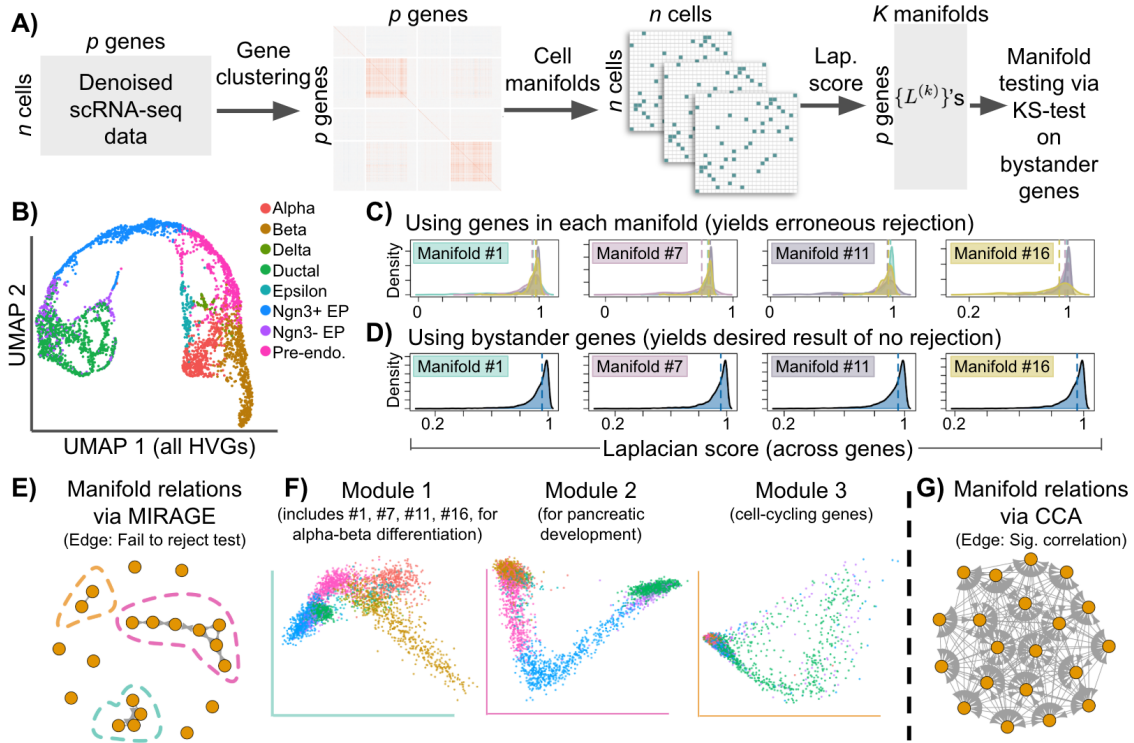 A)
p genes
n cells
Denoised
scRNA-seq
data
Gene
clustering
p genes
p genes
Cell
manifolds
n cells
n cells
Lap.
score
K manifolds
p genes
{L^(k)}'s
Manifold
testing via
KS-test
on
bystander
genes
B)
UMAP 2
UMAP 1 (all HVGs)
Alpha
Beta
Delta
Ductal
Epsilon
Ngn3+ EP
Ngn3- EP
Pre-endo.
C)
Using genes in each manifold (yields erroneous rejection)
Density
Manifold #1
Manifold #7
Manifold #11
Manifold #16
0 1
0 1
0 1
0.2 1
D)
Using bystander genes (yields desired result of no rejection)
Density
Manifold #1
Manifold #7
Manifold #11
Manifold #16
0.2 1
0.2 1
0.2 1
0.2 1
Laplacian score (across genes)
E)
Manifold relations
via MIRAGE
(Edge: Fail to reject test)
F)
Module 1
(includes #1, #7, #11, #16, for
alpha-beta differentiation)
Module 2
(for pancreatic
development)
Module 3
(cell-cycling genes)
G)
Manifold relations
via CCA
(Edge: Sig. correlation)